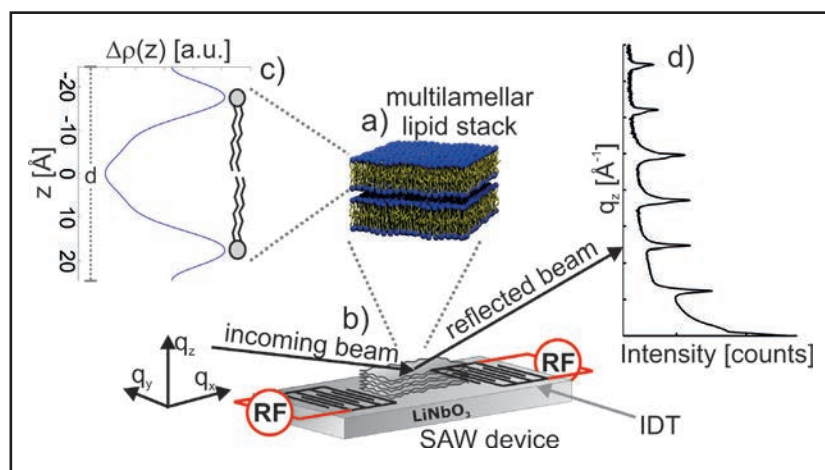 Δρ(z) [a.u.]
c)
-20
-10
0
10
20
z [Å]
d
a)
multilamellar
lipid stack
d)
q_z [Å⁻¹]
Intensity [counts]
b)
incoming beam
reflected beam
q_z
q_y
q_x
RF
RF
LiNbO₃
SAW device
IDT